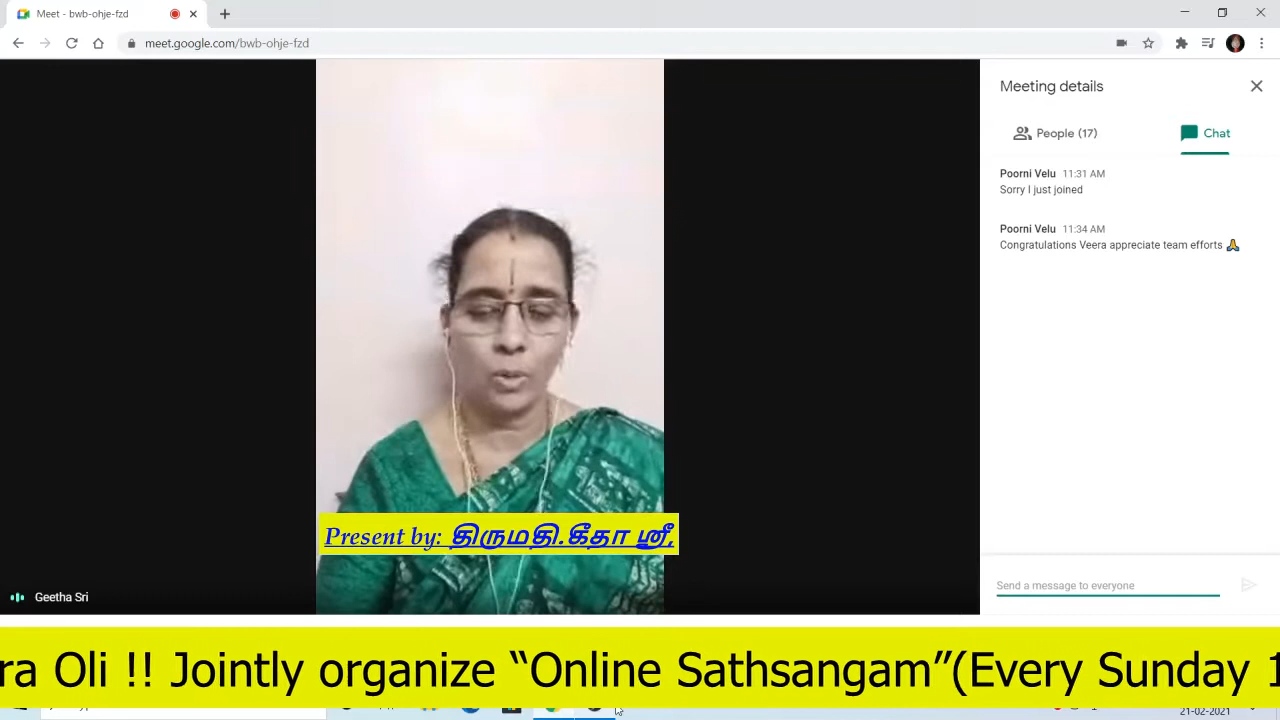 Meet - bwb-ohje-fzd
meet.google.com/bwb-ohje-fzd
Meeting details
People (17)
Chat
Poorni Velu 11:31 AM
Sorry I just joined
Poorni Velu 11:34 AM
Congratulations Veera appreciate team efforts 🙏
Present by: திருமதி.கீதா ஸ்ரீ,
Send a message to everyone
Geetha Sri
ra Oli !! Jointly organize “Online Sathsangam”(Every Sunday 1
21-02-2021